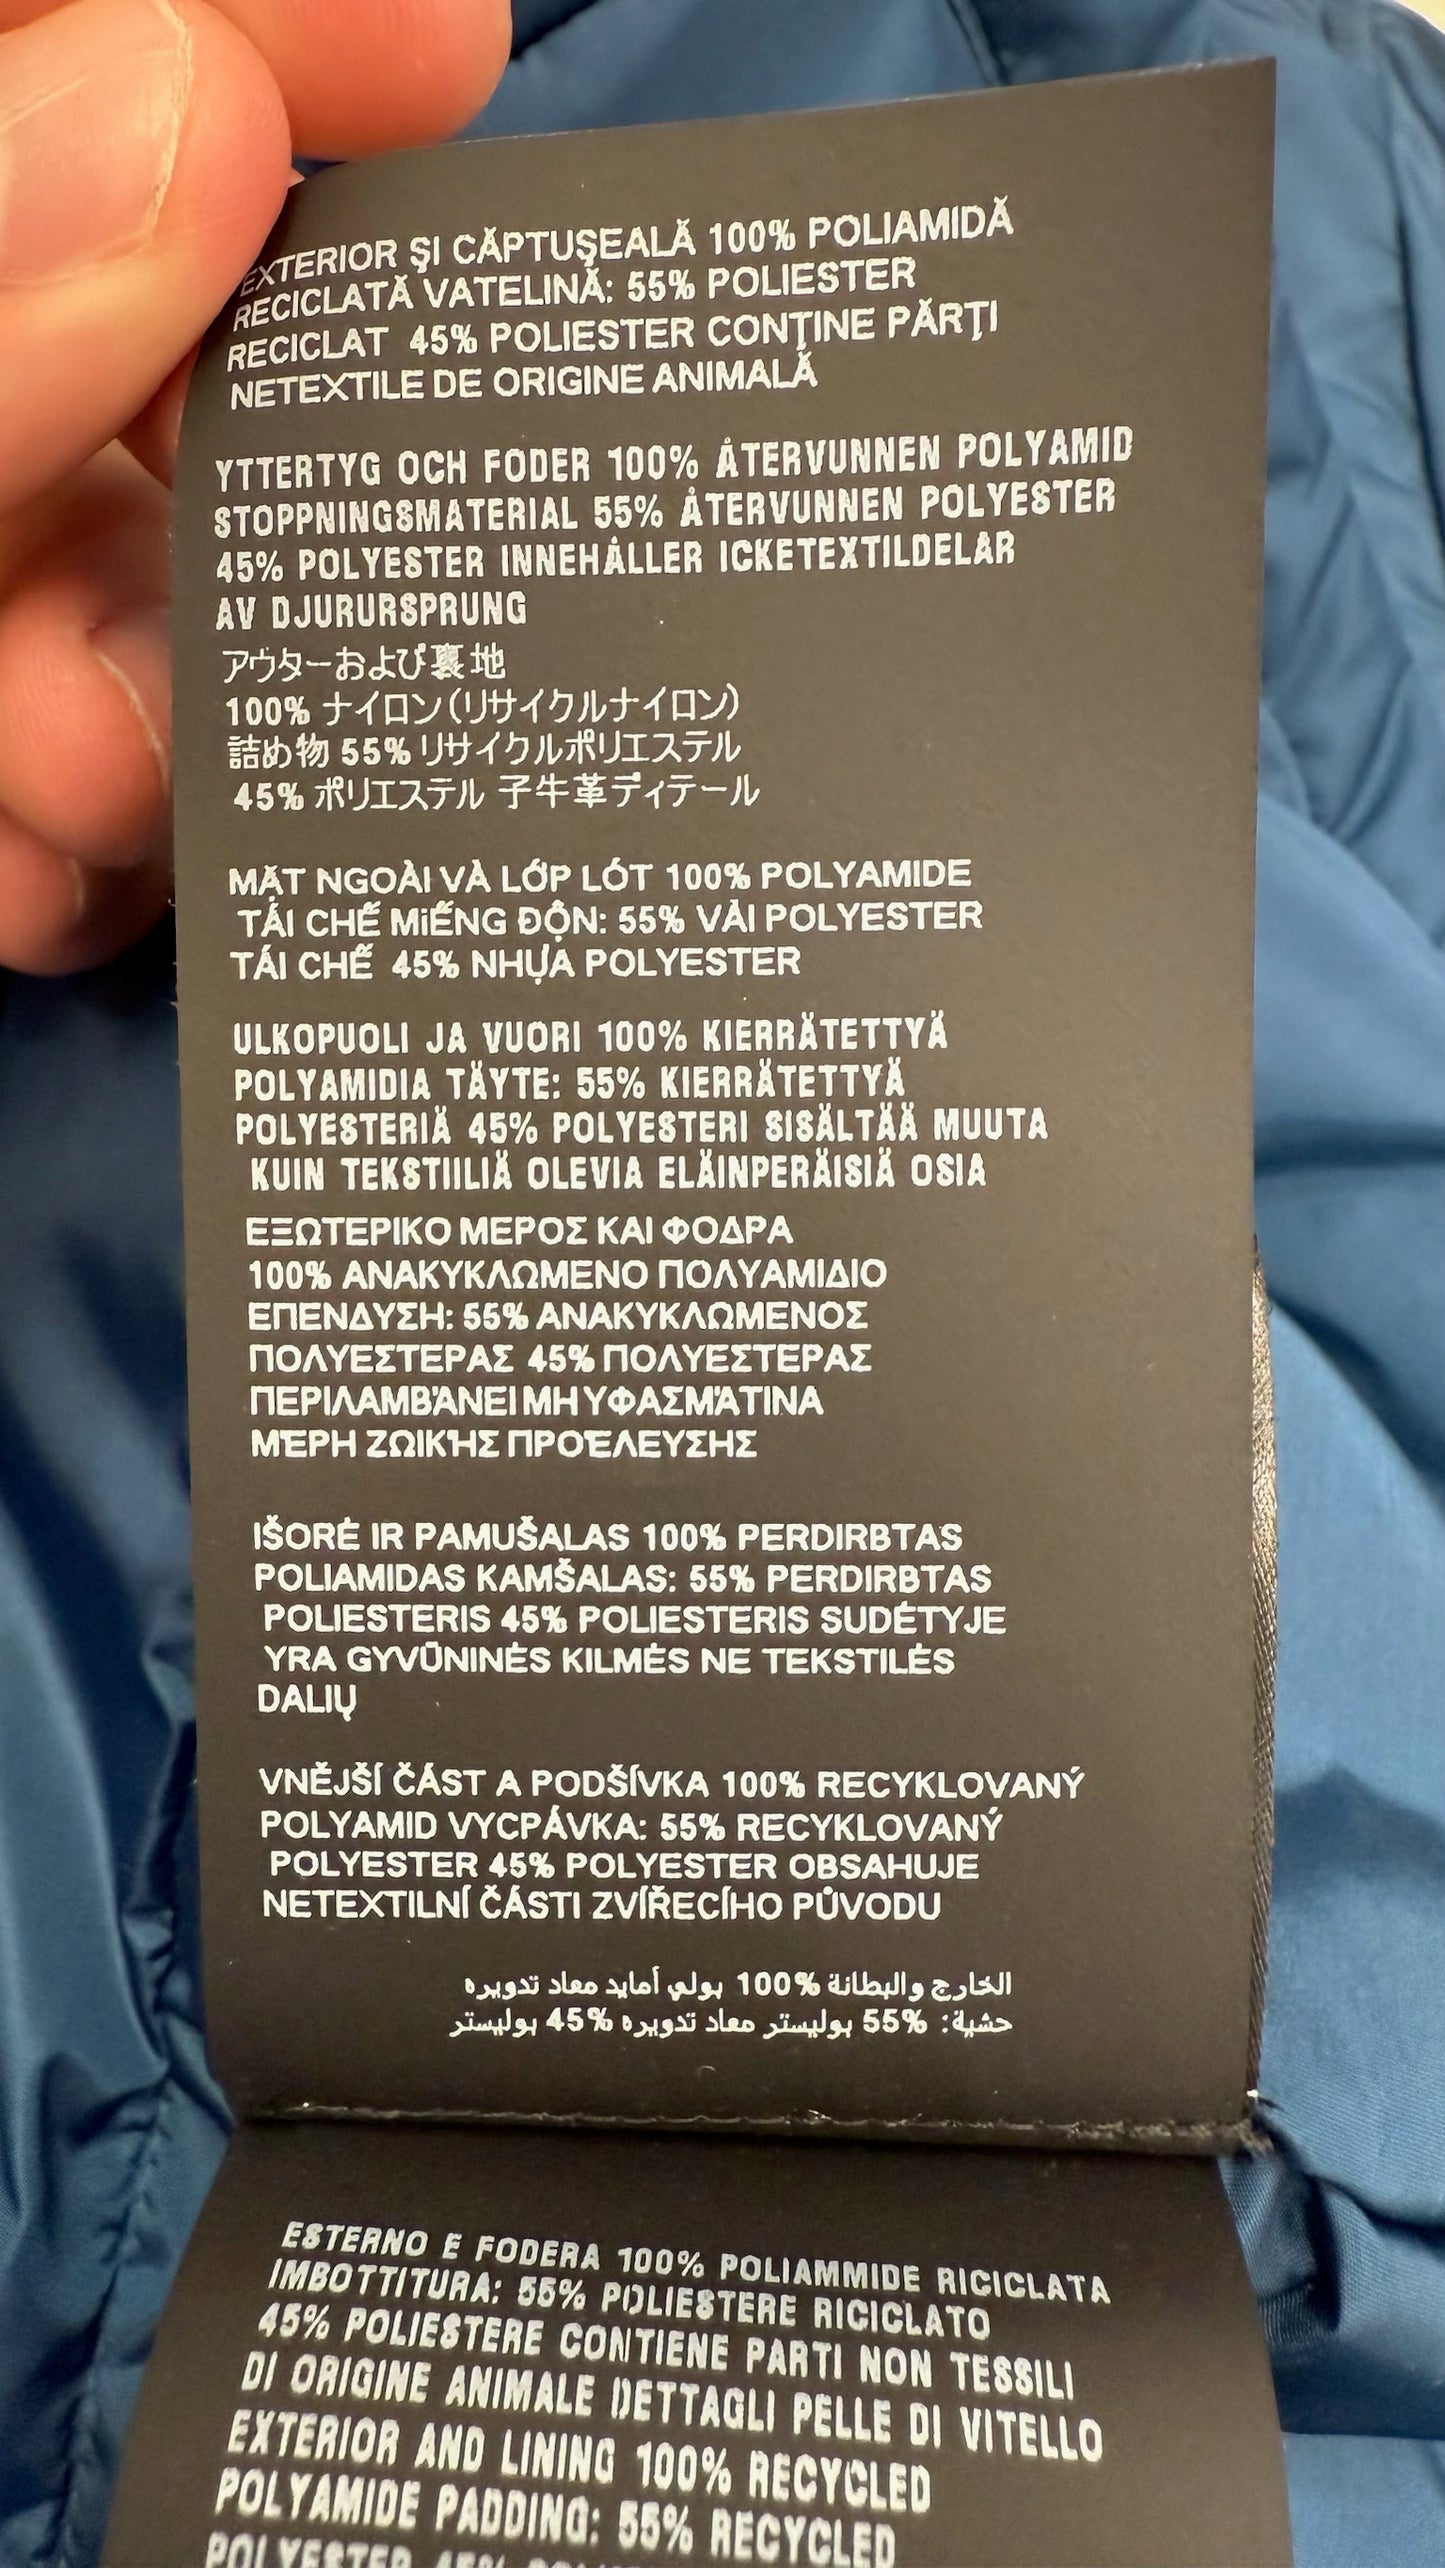 EXTERIOR ŞI CĂPTUŞEALĂ 100% POLIAMIDĂ
RECICLATĂ VATELINĂ: 55% POLIESTER
RECICLAT 45% POLIESTER CONŢINE PĂRŢI
NETEXTILE DE ORIGINE ANIMALĂ
YTTERTYG OCH FODER 100% ÅTERVUNNEN POLYAMID
STOPPNINGSMATERIAL 55% ÅTERVUNNEN POLYESTER
45% POLYESTER INNEHÅLLER ICKETEXTILDELAR
AV DJURURSPRUNG
アウターおよび裏地
100% ナイロン(リサイクルナイロン)
詰め物 55% リサイクルポリエステル
45% ポリエステル 子牛革ディテール
MẶT NGOÀI VÀ LỚP LÓT 100% POLYAMIDE
TÁI CHẾ MIẾNG ĐỘN: 55% VẢI POLYESTER
TÁI CHẾ 45% NHỰA POLYESTER
ULKOPUOLI JA VUORI 100% KIERRÄTETTYÄ
POLYAMIDIA TÄYTE: 55% KIERRÄTETTYÄ
POLYESTERIÄ 45% POLYESTERI SISÄLTÄÄ MUUTA
KUIN TEKSTIILIÄ OLEVIA ELÄINPERÄISIÄ OSIA
ΕΞΩΤΕΡΙΚΟ ΜΕΡΟΣ ΚΑΙ ΦΟΔΡΑ
100% ΑΝΑΚΥΚΛΩΜΕΝΟ ΠΟΛΥΑΜΙΔΙΟ
ΕΠΕΝΔΥΣΗ: 55% ΑΝΑΚΥΚΛΩΜΕΝΟΣ
ΠΟΛΥΕΣΤΕΡΑΣ 45% ΠΟΛΥΕΣΤΕΡΑΣ
ΠΕΡΙΛΑΜΒΆΝΕΙ ΜΗ ΥΦΑΣΜΆΤΙΝΑ
ΜΈΡΗ ΖΩΙΚΉΣ ΠΡΟΈΛΕΥΣΗΣ
IŠORĖ IR PAMUŠALAS 100% PERDIRBTAS
POLIAMIDAS KAMŠALAS: 55% PERDIRBTAS
POLIESTERIS 45% POLIESTERIS SUDĖTYJE
YRA GYVŪNINĖS KILMĖS NE TEKSTILĖS
DALIŲ
VNĚJŠÍ ČÁST A PODŠÍVKA 100% RECYKLOVANÝ
POLYAMID VYCPÁVKA: 55% RECYKLOVANÝ
POLYESTER 45% POLYESTER OBSAHUJE
NETEXTILNÍ ČÁSTI ZVÍŘECÍHO PŮVODU
الخارج والبطانة 100% بولي أمايد معاد تدويره
حشية: 55% بوليستر معاد تدويره 45% بوليستر
ESTERNO E FODERA 100% POLIAMMIDE RICICLATA
IMBOTTITURA: 55% POLIESTERE RICICLATO
45% POLIESTERE CONTIENE PARTI NON TESSILI
DI ORIGINE ANIMALE DETTAGLI PELLE DI VITELLO
EXTERIOR AND LINING 100% RECYCLED
POLYAMIDE PADDING: 55% RECYCLED
POLYESTER 45%